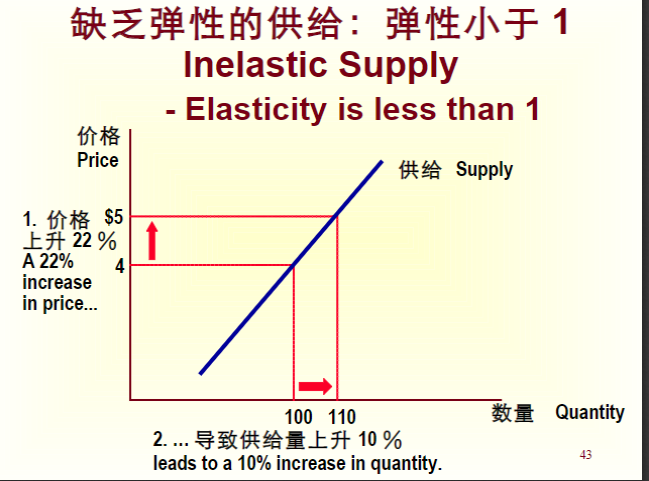 缺乏弹性的供给：弹性小于 1
Inelastic Supply
- Elasticity is less than 1
价格
Price
供给 Supply
1. 价格
上升 22 %
A 22%
increase
in price...
$5
4
100 110
数量 Quantity
2. ... 导致供给量上升 10 %
leads to a 10% increase in quantity.
43